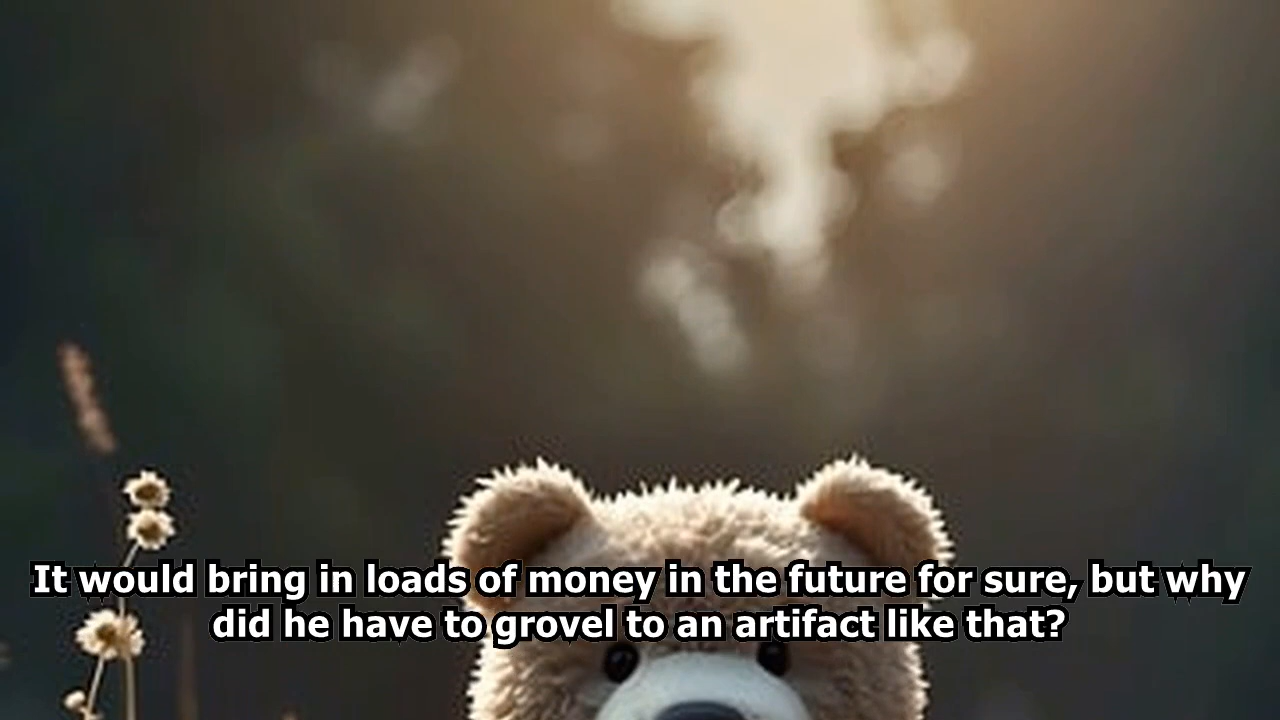 It would bring in loads of money in the future for sure, but why
did he have to grovel to an artifact like that?